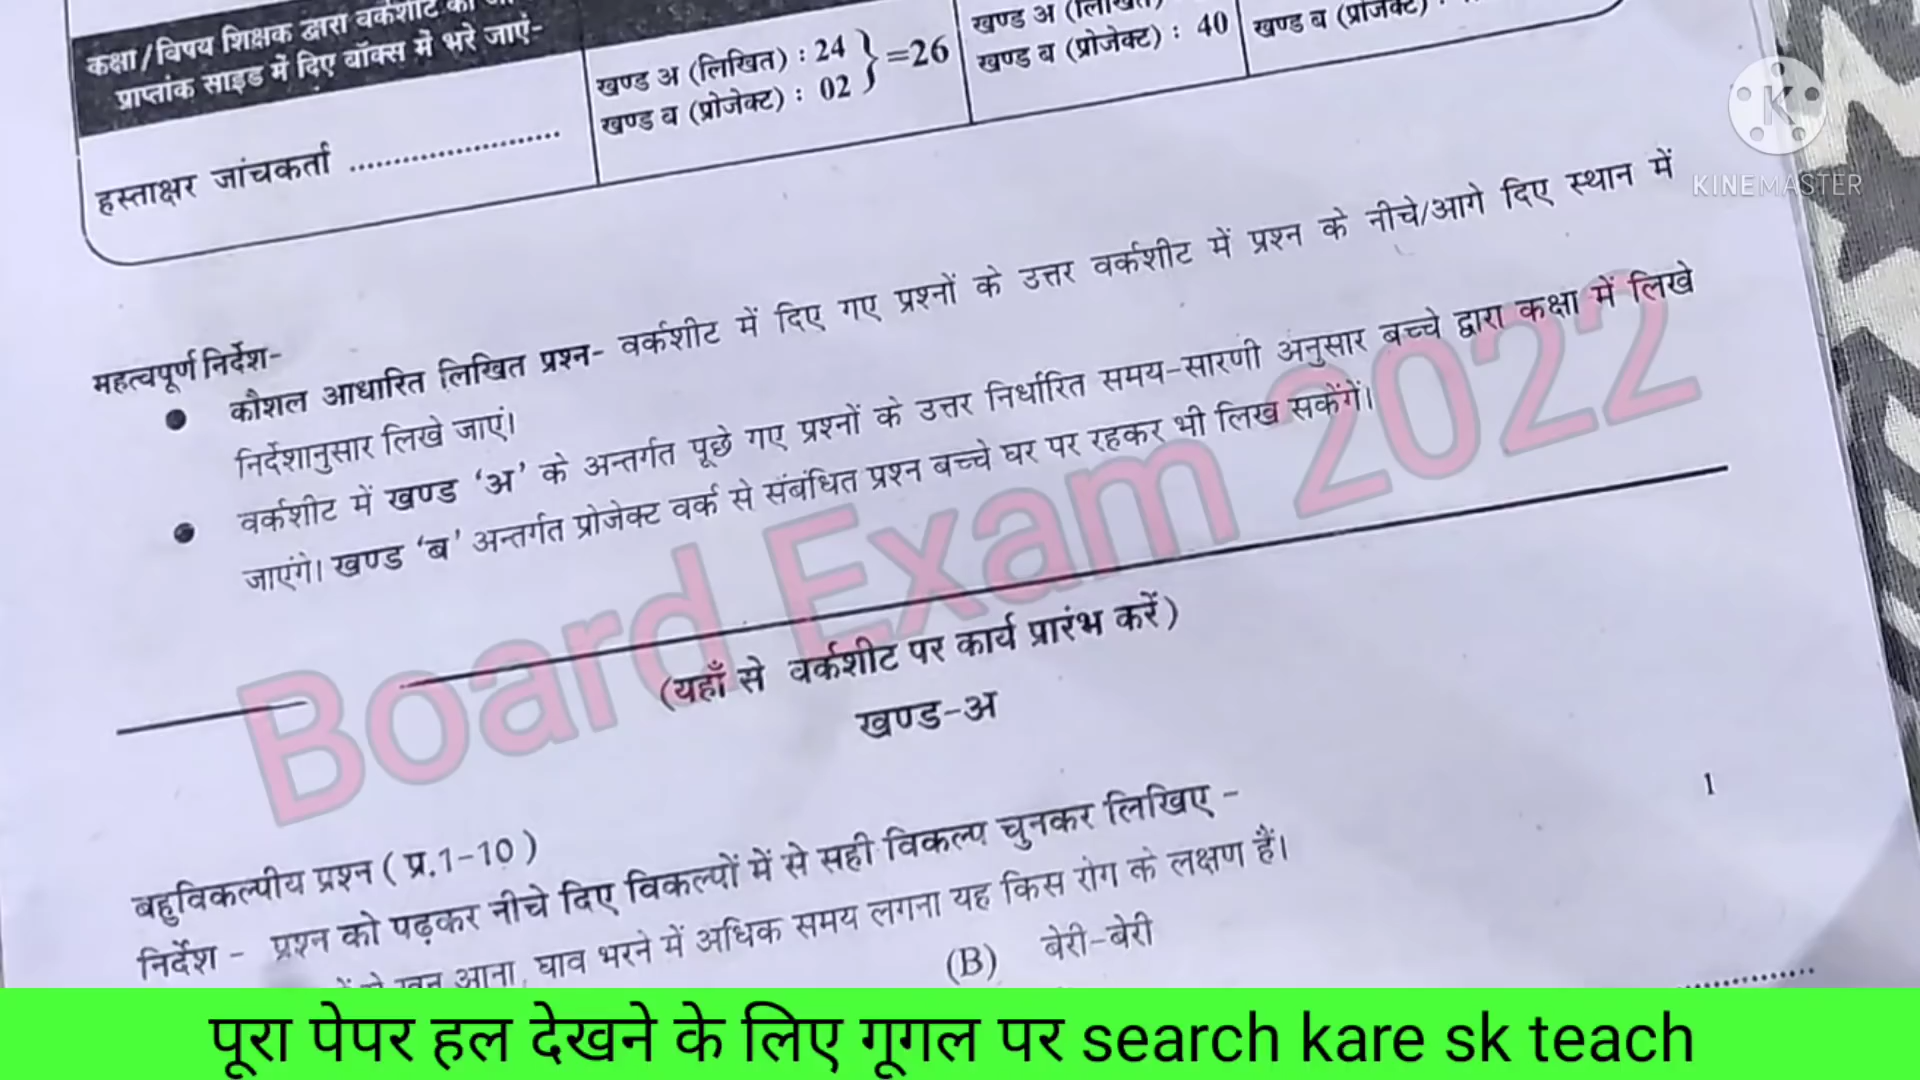 कक्षा/विषय शिक्षक द्वारा वर्कशीट की
प्राप्तांक साइड में दिए बॉक्स में भरे जाएं-
हस्ताक्षर जांचकर्ता ........................
खण्ड अ (लिखित) : 24
खण्ड ब (प्रोजेक्ट) : 02
=26
खण्ड अ (लिखित)
खण्ड ब (प्रोजेक्ट) : 40
खण्ड ब (प्रोजेक्ट) :
K
KINEMASTER
महत्वपूर्ण निर्देश-
● कौशल आधारित लिखित प्रश्न- वर्कशीट में दिए गए प्रश्नों के उत्तर वर्कशीट में प्रश्न के नीचे/आगे दिए स्थान में
निर्देशानुसार लिखे जाएं।
● वर्कशीट में खण्ड ‘अ’ के अन्तर्गत पूछे गए प्रश्नों के उत्तर निर्धारित समय-सारणी अनुसार बच्चे द्वारा कक्षा में लिखे
जाएंगे। खण्ड ‘ब’ अन्तर्गत प्रोजेक्ट वर्क से संबंधित प्रश्न बच्चे घर पर रहकर भी लिख सकेंगें।
Board Exam 2022
(यहाँ से वर्कशीट पर कार्य प्रारंभ करें)
खण्ड-अ
बहुविकल्पीय प्रश्न ( प्र.1-10 )
1
निर्देश - प्रश्न को पढ़कर नीचे दिए विकल्पों में से सही विकल्प चुनकर लिखिए -
आना, घाव भरने में अधिक समय लगना यह किस रोग के लक्षण हैं।
(B) बेरी-बेरी
पूरा पेपर हल देखने के लिए गूगल पर search kare sk teach